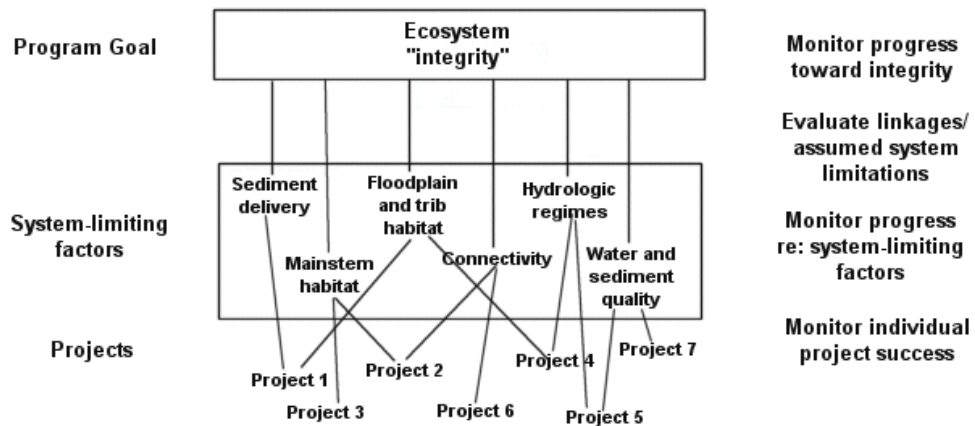 Program Goal
Ecosystem
"integrity"
Monitor progress
toward integrity
Evaluate linkages/
assumed system
limitations
System-limiting
factors
Sediment
delivery
Floodplain
and trib
habitat
Hydrologic
regimes
Mainstem
habitat
Connectivity
Water and
sediment
quality
Monitor progress
re: system-limiting
factors
Projects
Project 1
Project 2
Project 3
Project 4
Project 5
Project 6
Project 7
Monitor individual
project success